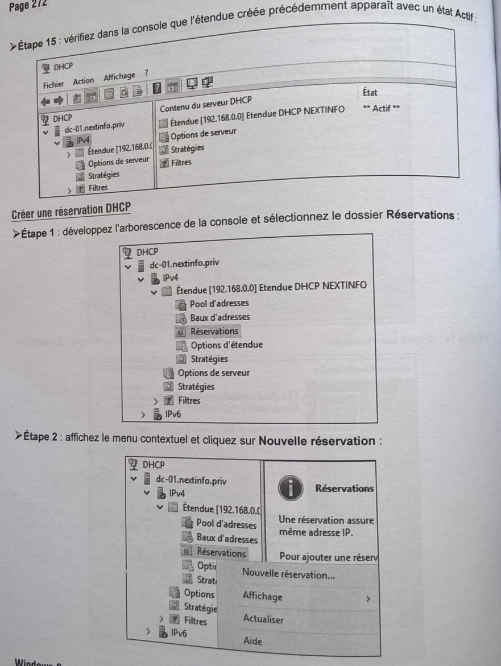 Page 272
➤Étape 15 : vérifiez dans la console que l'étendue créée précédemment apparaît avec un état Actif :
DHCP
Fichier Action Affichage ?
DHCP
dc-01.nextinfo.priv
IPv4
Étendue [192.168.0.(
Options de serveur
Stratégies
Filtres
Contenu du serveur DHCP
État
Étendue [192.168.0.0] Etendue DHCP NEXTINFO
** Actif **
Options de serveur
Stratégies
Filtres
Créer une réservation DHCP
➤Étape 1 : développez l'arborescence de la console et sélectionnez le dossier Réservations :
DHCP
dc-01.nextinfo.priv
IPv4
Étendue [192.168.0.0] Etendue DHCP NEXTINFO
Pool d'adresses
Baux d'adresses
Réservations
Options d'étendue
Stratégies
Options de serveur
Stratégies
Filtres
IPv6
➤Étape 2 : affichez le menu contextuel et cliquez sur Nouvelle réservation :
DHCP
dc-01.nextinfo.priv
IPv4
Étendue [192.168.0.(
Pool d'adresses
Baux d'adresses
Réservations
Opti
Strat
Options
Stratégie
Filtres
IPv6
Réservations
Une réservation assure
même adresse IP.
Pour ajouter une réserv
Nouvelle réservation...
Affichage
Actualiser
Aide